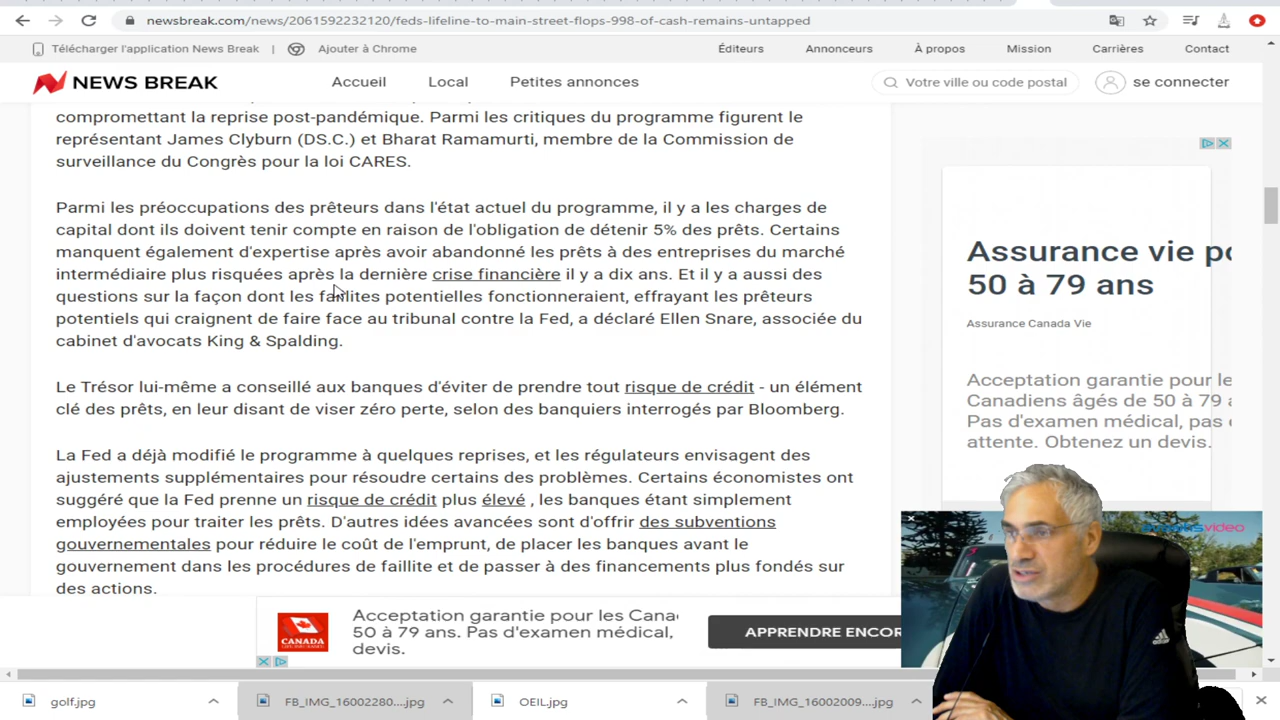 newsbreak.com/news/2061592232120/feds-lifeline-to-main-street-flops-998-of-cash-remains-untapped
Télécharger l'application News Break | Ajouter à Chrome Éditeurs Annonceurs À propos Mission Carrières Contact
NEWS BREAK Accueil Local Petites annonces Votre ville ou code postal se connecter
compromettant la reprise post-pandémique. Parmi les critiques du programme figurent le
représentant James Clyburn (DS.C.) et Bharat Ramamurti, membre de la Commission de
surveillance du Congrès pour la loi CARES.
Parmi les préoccupations des prêteurs dans l'état actuel du programme, il y a les charges de
capital dont ils doivent tenir compte en raison de l'obligation de détenir 5% des prêts. Certains
manquent également d'expertise après avoir abandonné les prêts à des entreprises du marché
intermédiaire plus risquées après la dernière crise financière il y a dix ans. Et il y a aussi des
questions sur la façon dont les faillites potentielles fonctionneraient, effrayant les prêteurs
potentiels qui craignent de faire face au tribunal contre la Fed, a déclaré Ellen Snare, associée du
cabinet d'avocats King & Spalding.
Le Trésor lui-même a conseillé aux banques d'éviter de prendre tout risque de crédit - un élément
clé des prêts, en leur disant de viser zéro perte, selon des banquiers interrogés par Bloomberg.
La Fed a déjà modifié le programme à quelques reprises, et les régulateurs envisagent des
ajustements supplémentaires pour résoudre certains des problèmes. Certains économistes ont
suggéré que la Fed prenne un risque de crédit plus élevé , les banques étant simplement
employées pour traiter les prêts. D'autres idées avancées sont d'offrir des subventions
gouvernementales pour réduire le coût de l'emprunt, de placer les banques avant le
gouvernement dans les procédures de faillite et de passer à des financements plus fondés sur
des actions.
Assurance vie po
50 à 79 ans
Assurance Canada Vie
Acceptation garantie pour le
Canadiens âgés de 50 à 79 a
Pas d'examen médical, pas
attente. Obtenez un devis.
CANADA
Acceptation garantie pour les Cana
50 à 79 ans. Pas d'examen médical,
devis.
APPRENDRE ENCOR
video
golf.jpg FB_IMG_16002280....jpg OEIL.jpg FB_IMG_16002009....jpg